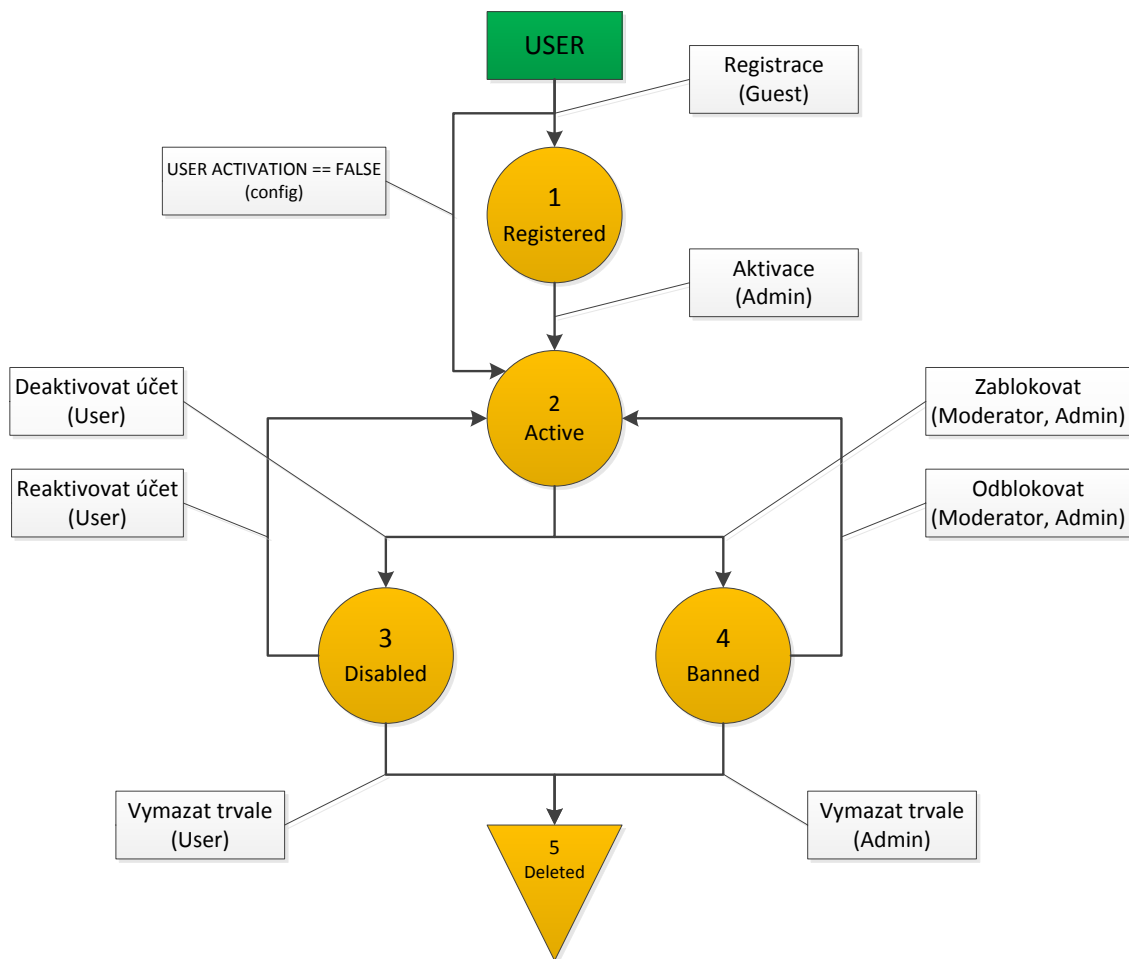 USER
Registrace
(Guest)
USER ACTIVATION == FALSE
(config)
1
Registered
Aktivace
(Admin)
Deaktivovat účet
(User)
2
Active
Zablokovat
(Moderator, Admin)
Reaktivovat účet
(User)
Odblokovat
(Moderator, Admin)
3
Disabled
4
Banned
Vymazat trvale
(User)
5
Deleted
Vymazat trvale
(Admin)